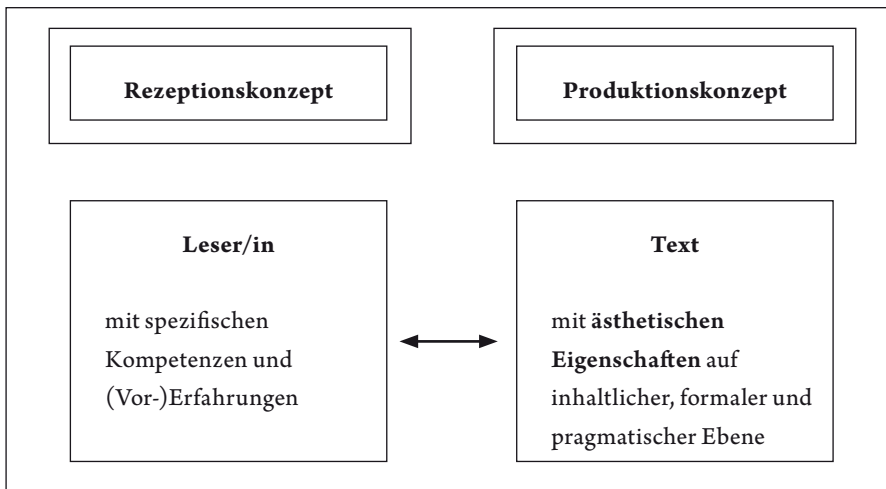 Rezeptionskonzept
Produktionskonzept
Leser/in
mit spezifischen
Kompetenzen und
(Vor-)Erfahrungen
Text
mit ästhetischen
Eigenschaften auf
inhaltlicher, formaler und
pragmatischer Ebene